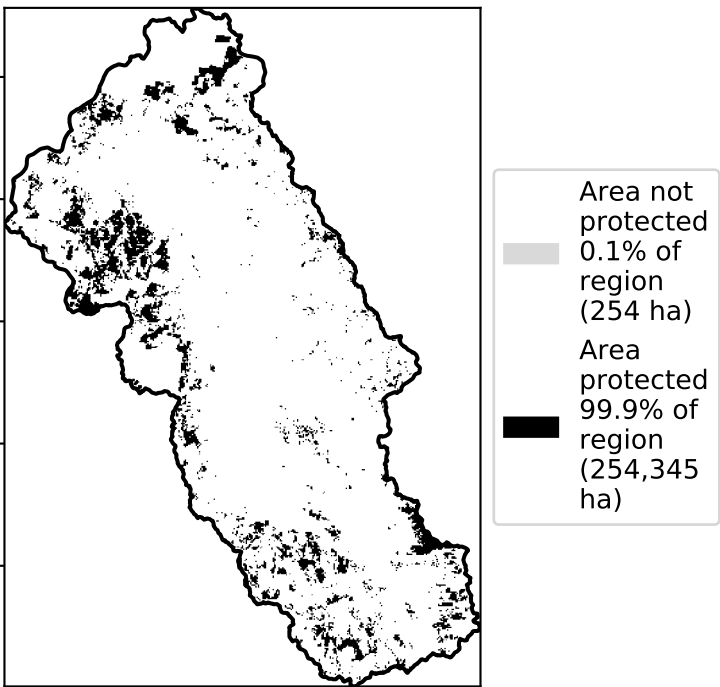 Area not
protected
0.1% of
region
(254 ha)
Area
protected
99.9% of
region
(254,345
ha)